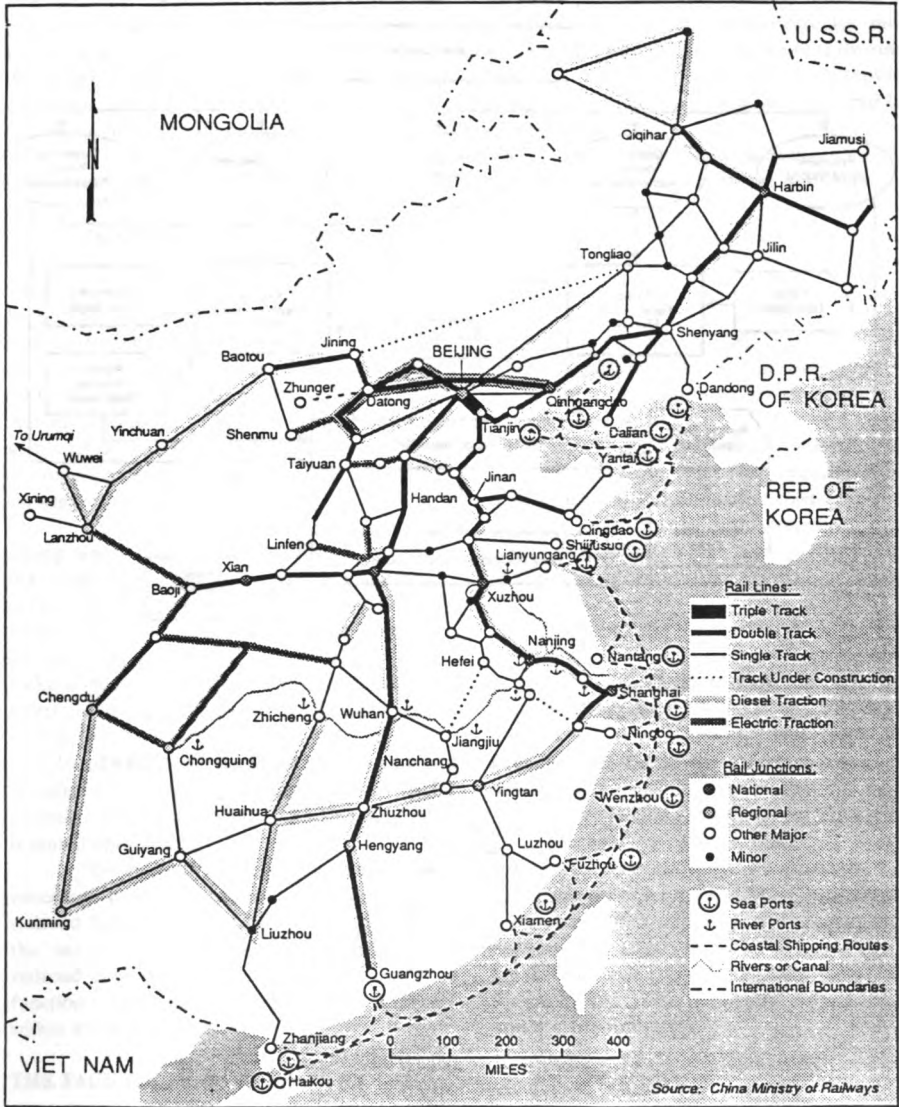 U.S.S.R.
MONGOLIA
N
Qiqihar
Jiamusi
Harbin
Jilin
Tongliao
Shenyang
Jining
Baotou
BEIJING
Zhunger
Datong
Qinhuangdao
Dandong
D.P.R.
OF KOREA
Shenmu
Tianjin
Dalian
Yinchuan
To Urumqi
Wuwei
Taiyuan
Yantai
Xining
Jinan
Handan
REP. OF
KOREA
Lanzhou
Linfen
Qingdao
Shijiusuo
Lianyungang
Xian
Baoji
Xuzhou
Nanjing
Hefei
Nantang
Chengdu
Shanghai
Zhicheng
Wuhan
Chongquing
Jiangjiu
Ningbo
Nanchang
Yingtan
Wenzhou
Huaihua
Zhuzhou
Hengyang
Guiyang
Luzhou
Fuzhou
Kunming
Liuzhou
Xiamen
Guangzhou
Zhanjiang
VIET NAM
Haikou
Rail Lines:
Triple Track
Double Track
Single Track
Track Under Construction
Diesel Traction
Electric Traction
Rail Junctions:
National
Regional
Other Major
Minor
Sea Ports
River Ports
Coastal Shipping Routes
Rivers or Canal
International Boundaries
0 100 200 300 400
MILES
Source: China Ministry of Railways